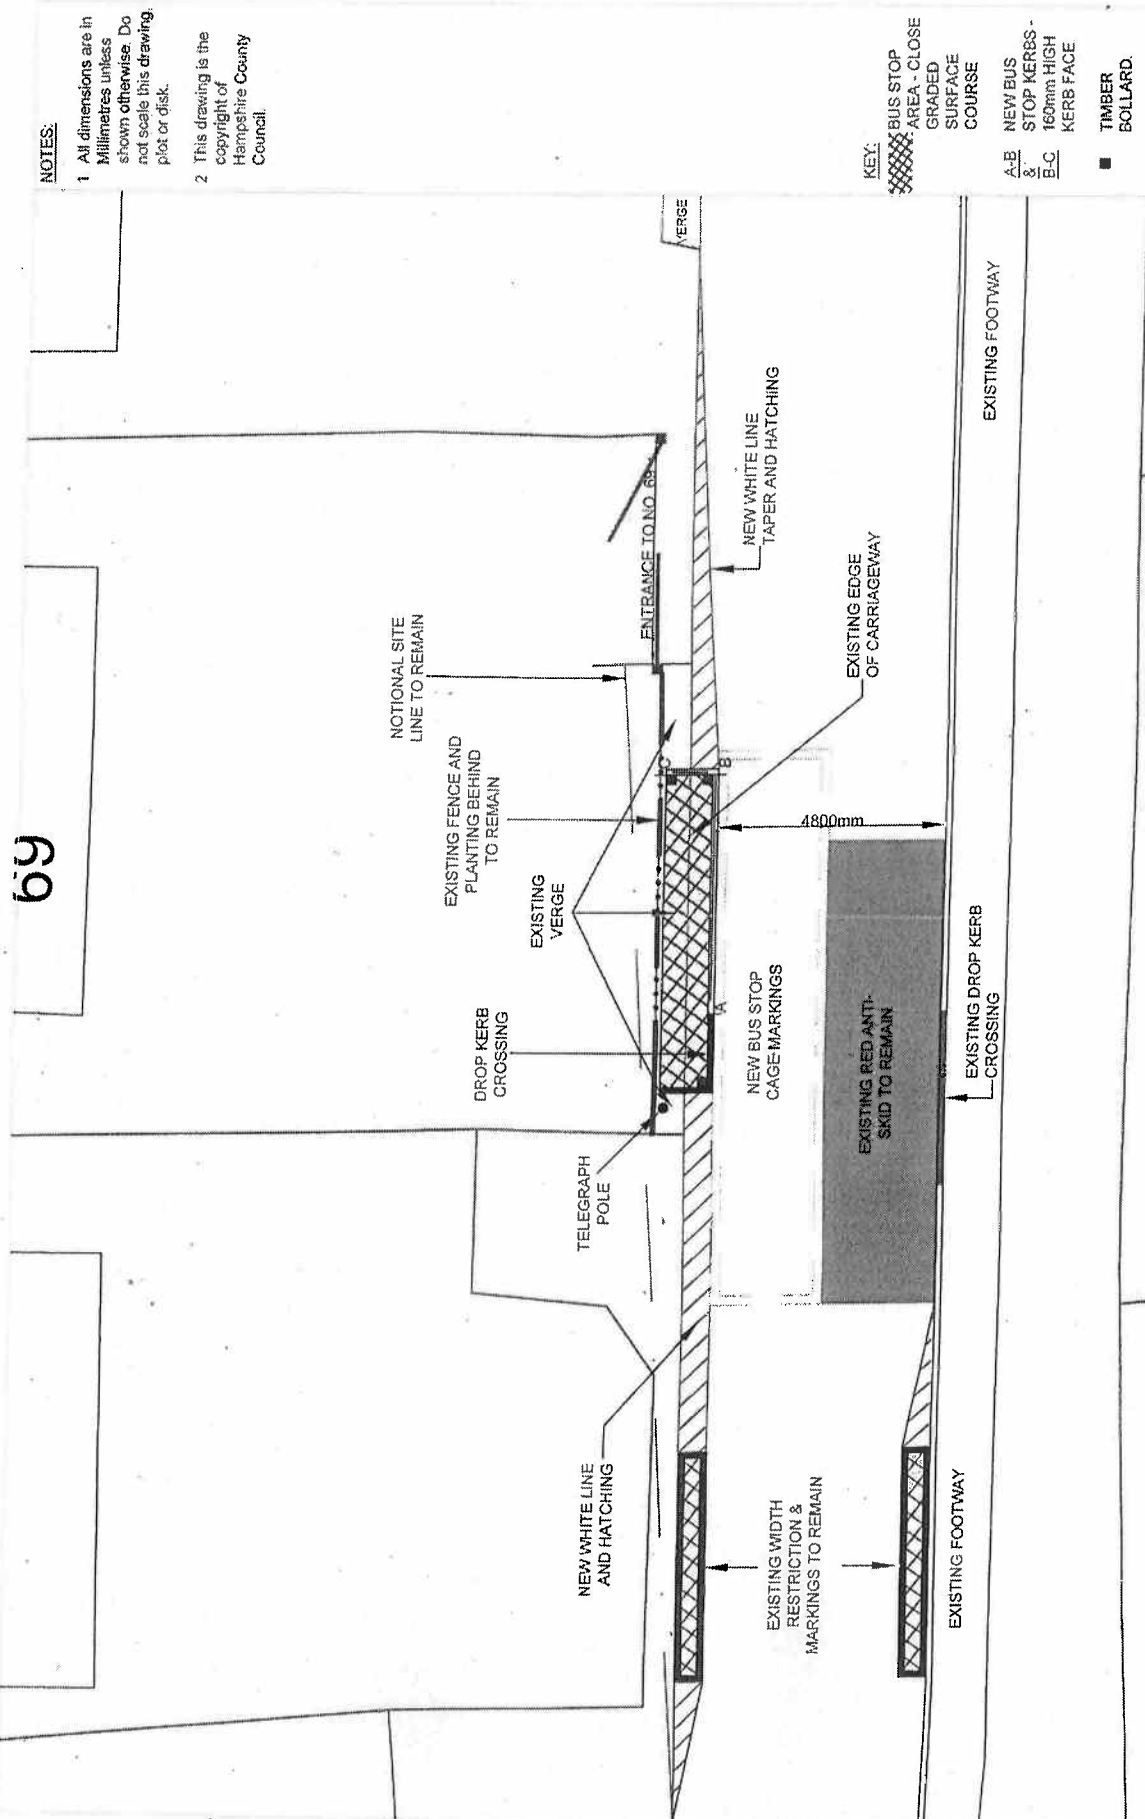 69
NOTES:
1 All dimensions are in
Millimetres unless
shown otherwise. Do
not scale this drawing,
plot or disk.
2 This drawing is the
copyright of
Hampshire County
Council.
NOTIONAL SITE
LINE TO REMAIN
EXISTING FENCE AND
PLANTING BEHIND
TO REMAIN
EXISTING
VERGE
DROP KERB
CROSSING
TELEGRAPH
POLE
NEW WHITE LINE
AND HATCHING
ENTRANCE TO NO. 69
VERGE
C
B
A
NEW WHITE LINE
TAPER AND HATCHING
EXISTING EDGE
OF CARRIAGEWAY
4800mm
NEW BUS STOP
CAGE MARKINGS
EXISTING RED ANTI-
SKID TO REMAIN
EXISTING DROP KERB
CROSSING
EXISTING WIDTH
RESTRICTION &
MARKINGS TO REMAIN
EXISTING FOOTWAY
EXISTING FOOTWAY
KEY:
BUS STOP
AREA - CLOSE
GRADED
SURFACE
COURSE
A-B NEW BUS
& STOP KERBS -
B-C 160mm HIGH
KERB FACE
TIMBER
BOLLARD.